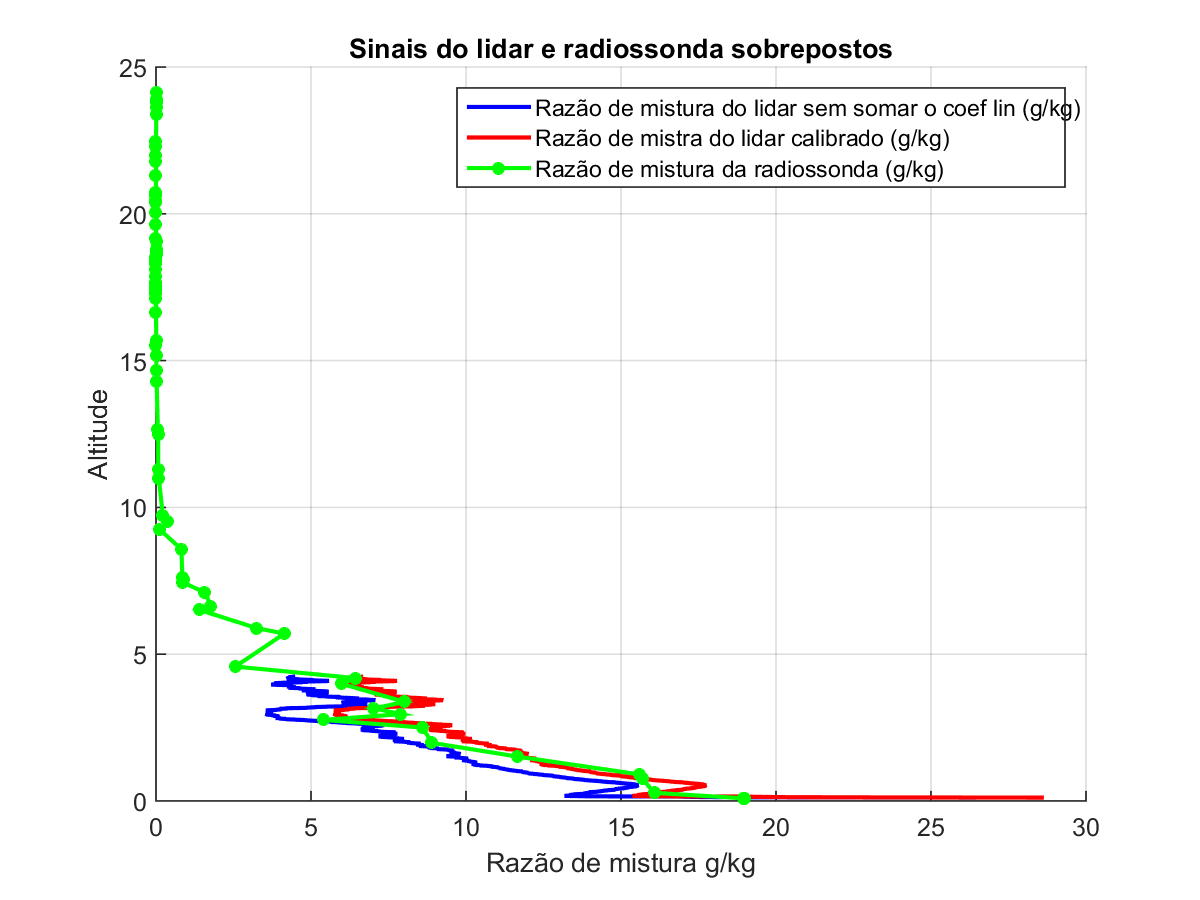 Sinais do lidar e radiossonda sobrepostos
25
20
15
10
5
0
Altitude
Razão de mistura do lidar sem somar o coef lin (g/kg)
Razão de mistra do lidar calibrado (g/kg)
Razão de mistura da radiossonda (g/kg)
0 5 10 15 20 25 30
Razão de mistura g/kg